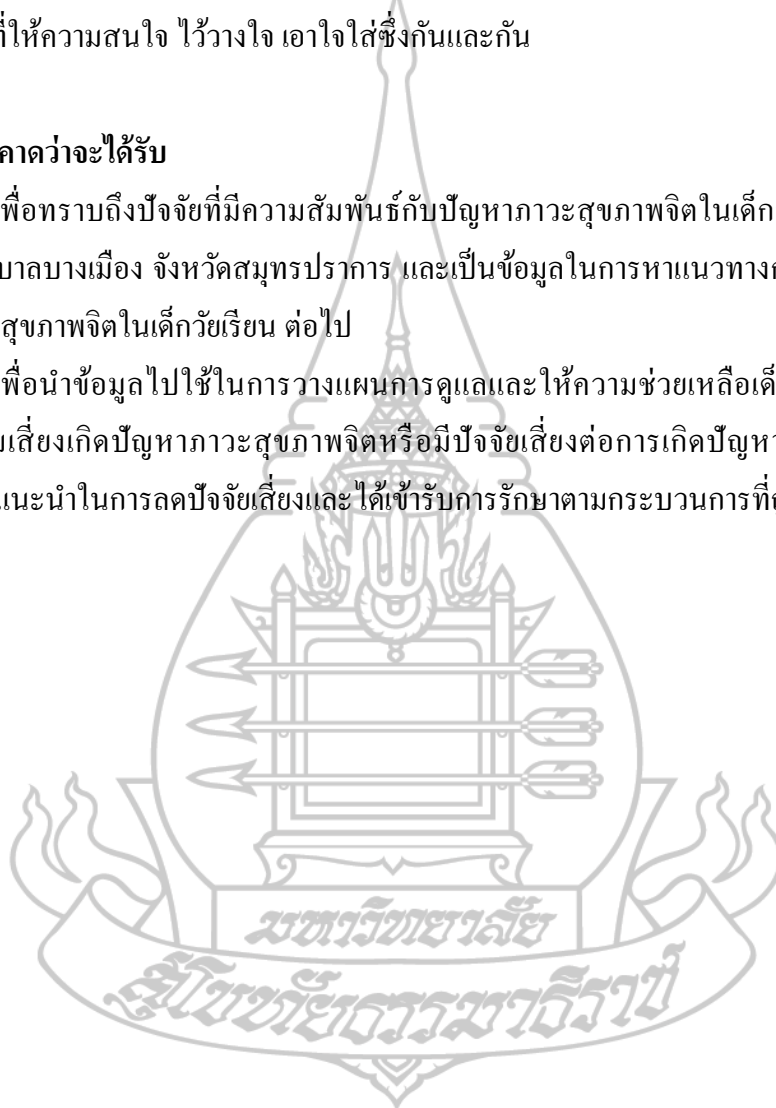 ที่ให้ความสนใจ ไว้วางใจ เอาใจใส่ซึ่งกันและกัน
คาดว่าจะได้รับ
พื่อทราบถึงปัจจัยที่มีความสัมพันธ์กับปัญหาภาวะสุขภาพจิตในเด็ก
บาลบางเมือง จังหวัดสมุทรปราการ และเป็นข้อมูลในการหาแนวทางก
สุขภาพจิตในเด็กวัยเรียน ต่อไป
พื่อนำข้อมูลไปใช้ในการวางแผนการดูแลและให้ความช่วยเหลือเด็
มเสี่ยงเกิดปัญหาภาวะสุขภาพจิตหรือมีปัจจัยเสี่ยงต่อการเกิดปัญหา
แนะนำในการลดปัจจัยเสี่ยงและได้เข้ารับการรักษาตามกระบวนการที่ถ
มหาวิทยาลัย
สุโขทัยธรรมาธิราช